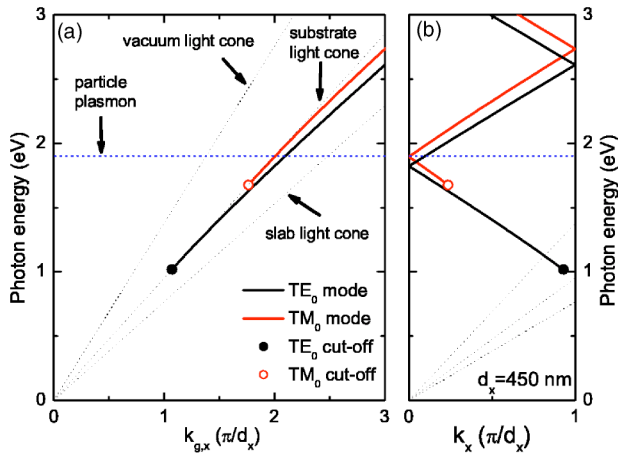 (a)
vacuum light cone
substrate
light cone
particle
plasmon
slab light cone
TE₀ mode
TM₀ mode
TE₀ cut-off
TM₀ cut-off
Photon energy (eV)
3
2
1
0
0 1 2 3
k_{g,x} (π/d_x)
(b)
d_x=450 nm
3
2
1
0
Photon energy (eV)
0 1
k_x (π/d_x)